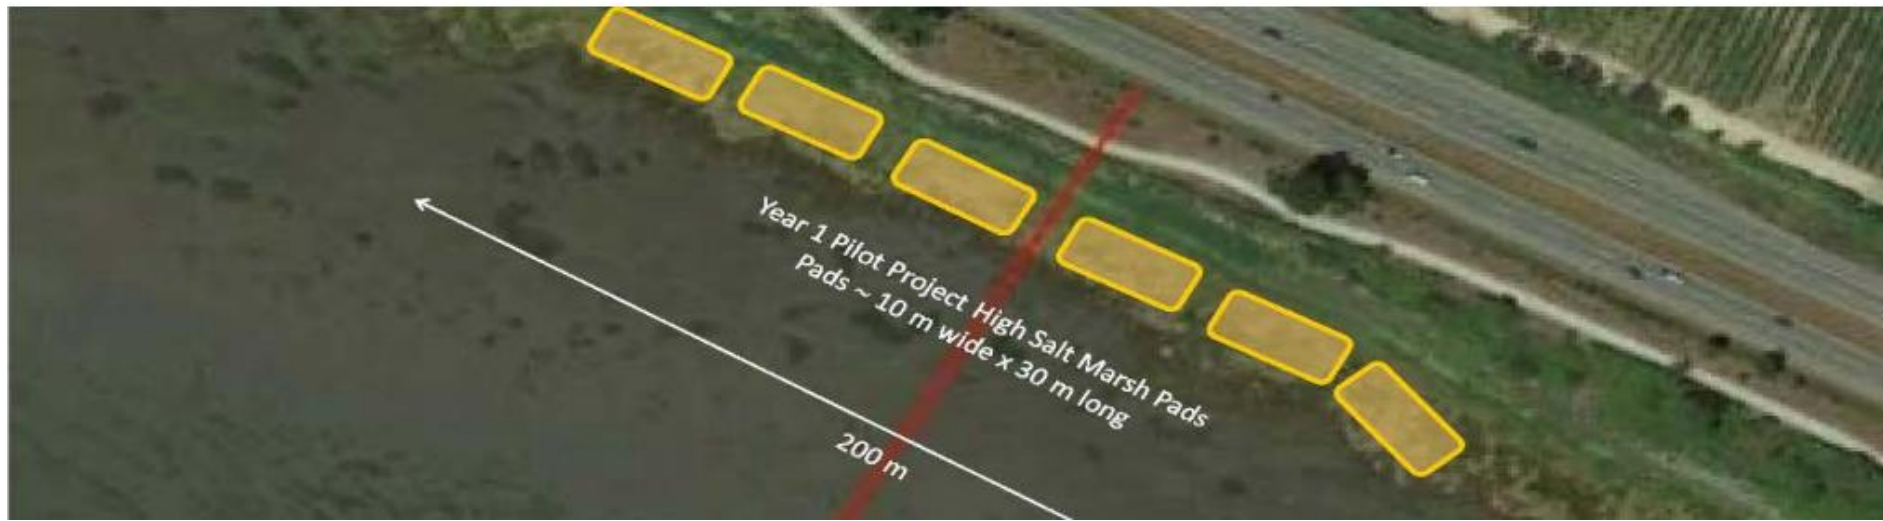 Year 1 Pilot Project High Salt Marsh Pads
Pads ~ 10 m wide x 30 m long
200 m